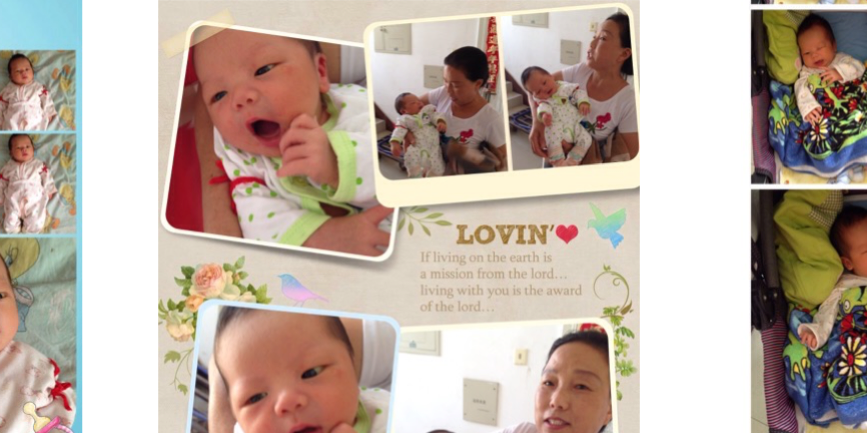 LOVIN'
If living on the earth is
a mission from the lord...
living with you is the award
of the lord...